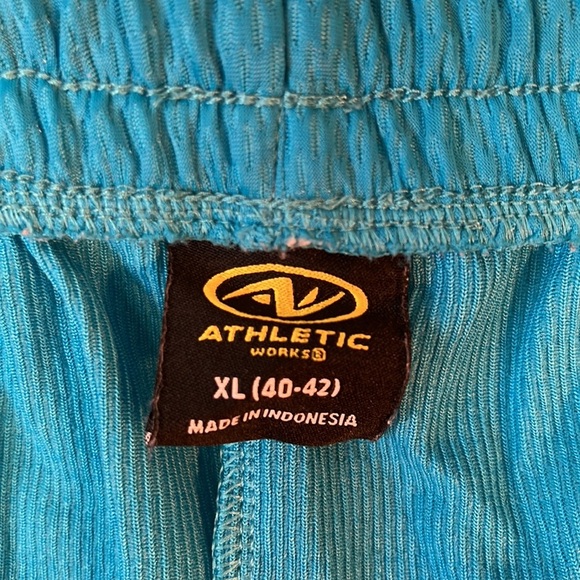 ATHLETIC
WORKS®
XL (40-42)
MADE IN INDONESIA